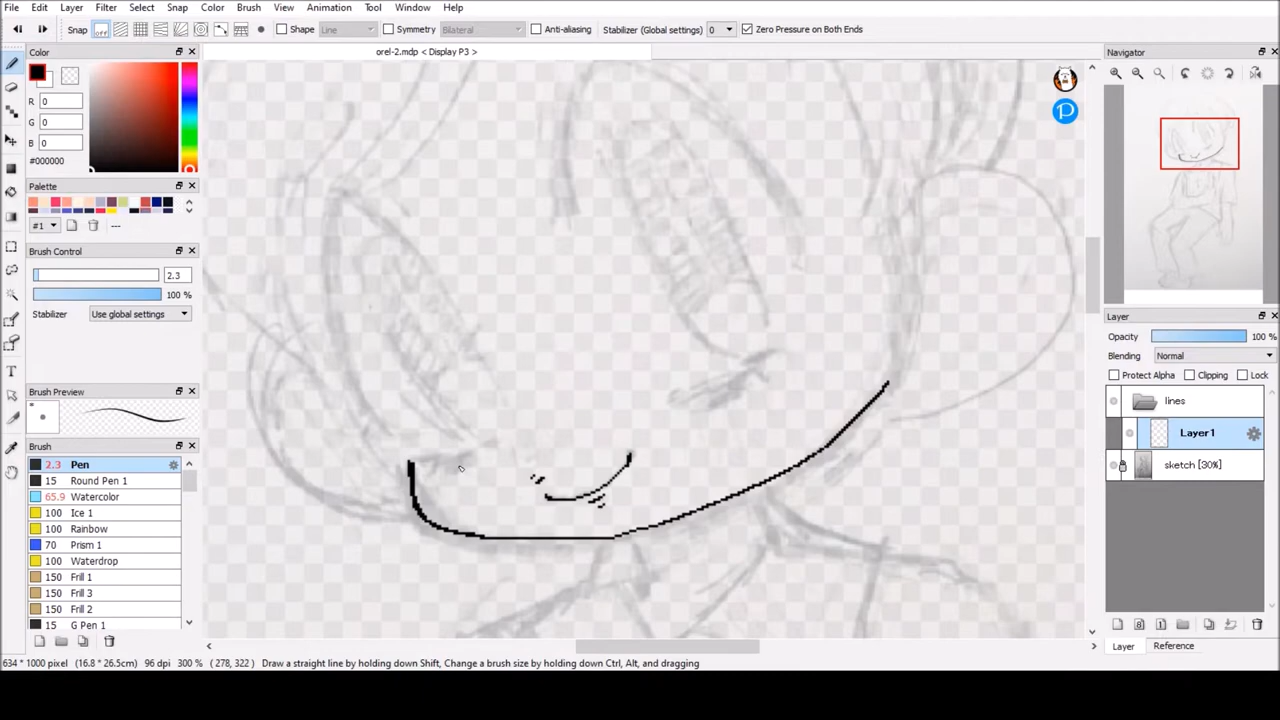 File Edit Layer Filter Select Snap Color Brush View Animation Tool Window Help
Snap off Shape Line Symmetry Bilateral Anti-aliasing Stabilizer (Global settings) 0 Zero Pressure on Both Ends
orel-2.mdp < Display P3 >
Color
R 0
G 0
B 0
#000000
Palette
#1 ---
Brush Control
2.3
100 %
Stabilizer Use global settings
Brush Preview
Brush
2.3 Pen
15 Round Pen 1
65.9 Watercolor
100 Ice 1
100 Rainbow
70 Prism 1
100 Waterdrop
150 Frill 1
150 Frill 3
150 Frill 2
15 G Pen 1
Navigator
Layer
Opacity 100 %
Blending Normal
Protect Alpha Clipping Lock
lines
Layer1
sketch [30%]
Layer Reference
634 * 1000 pixel (16.8 * 26.5cm) 96 dpi 300 % ( 278, 322 ) Draw a straight line by holding down Shift, Change a brush size by holding down Ctrl, Alt, and dragging